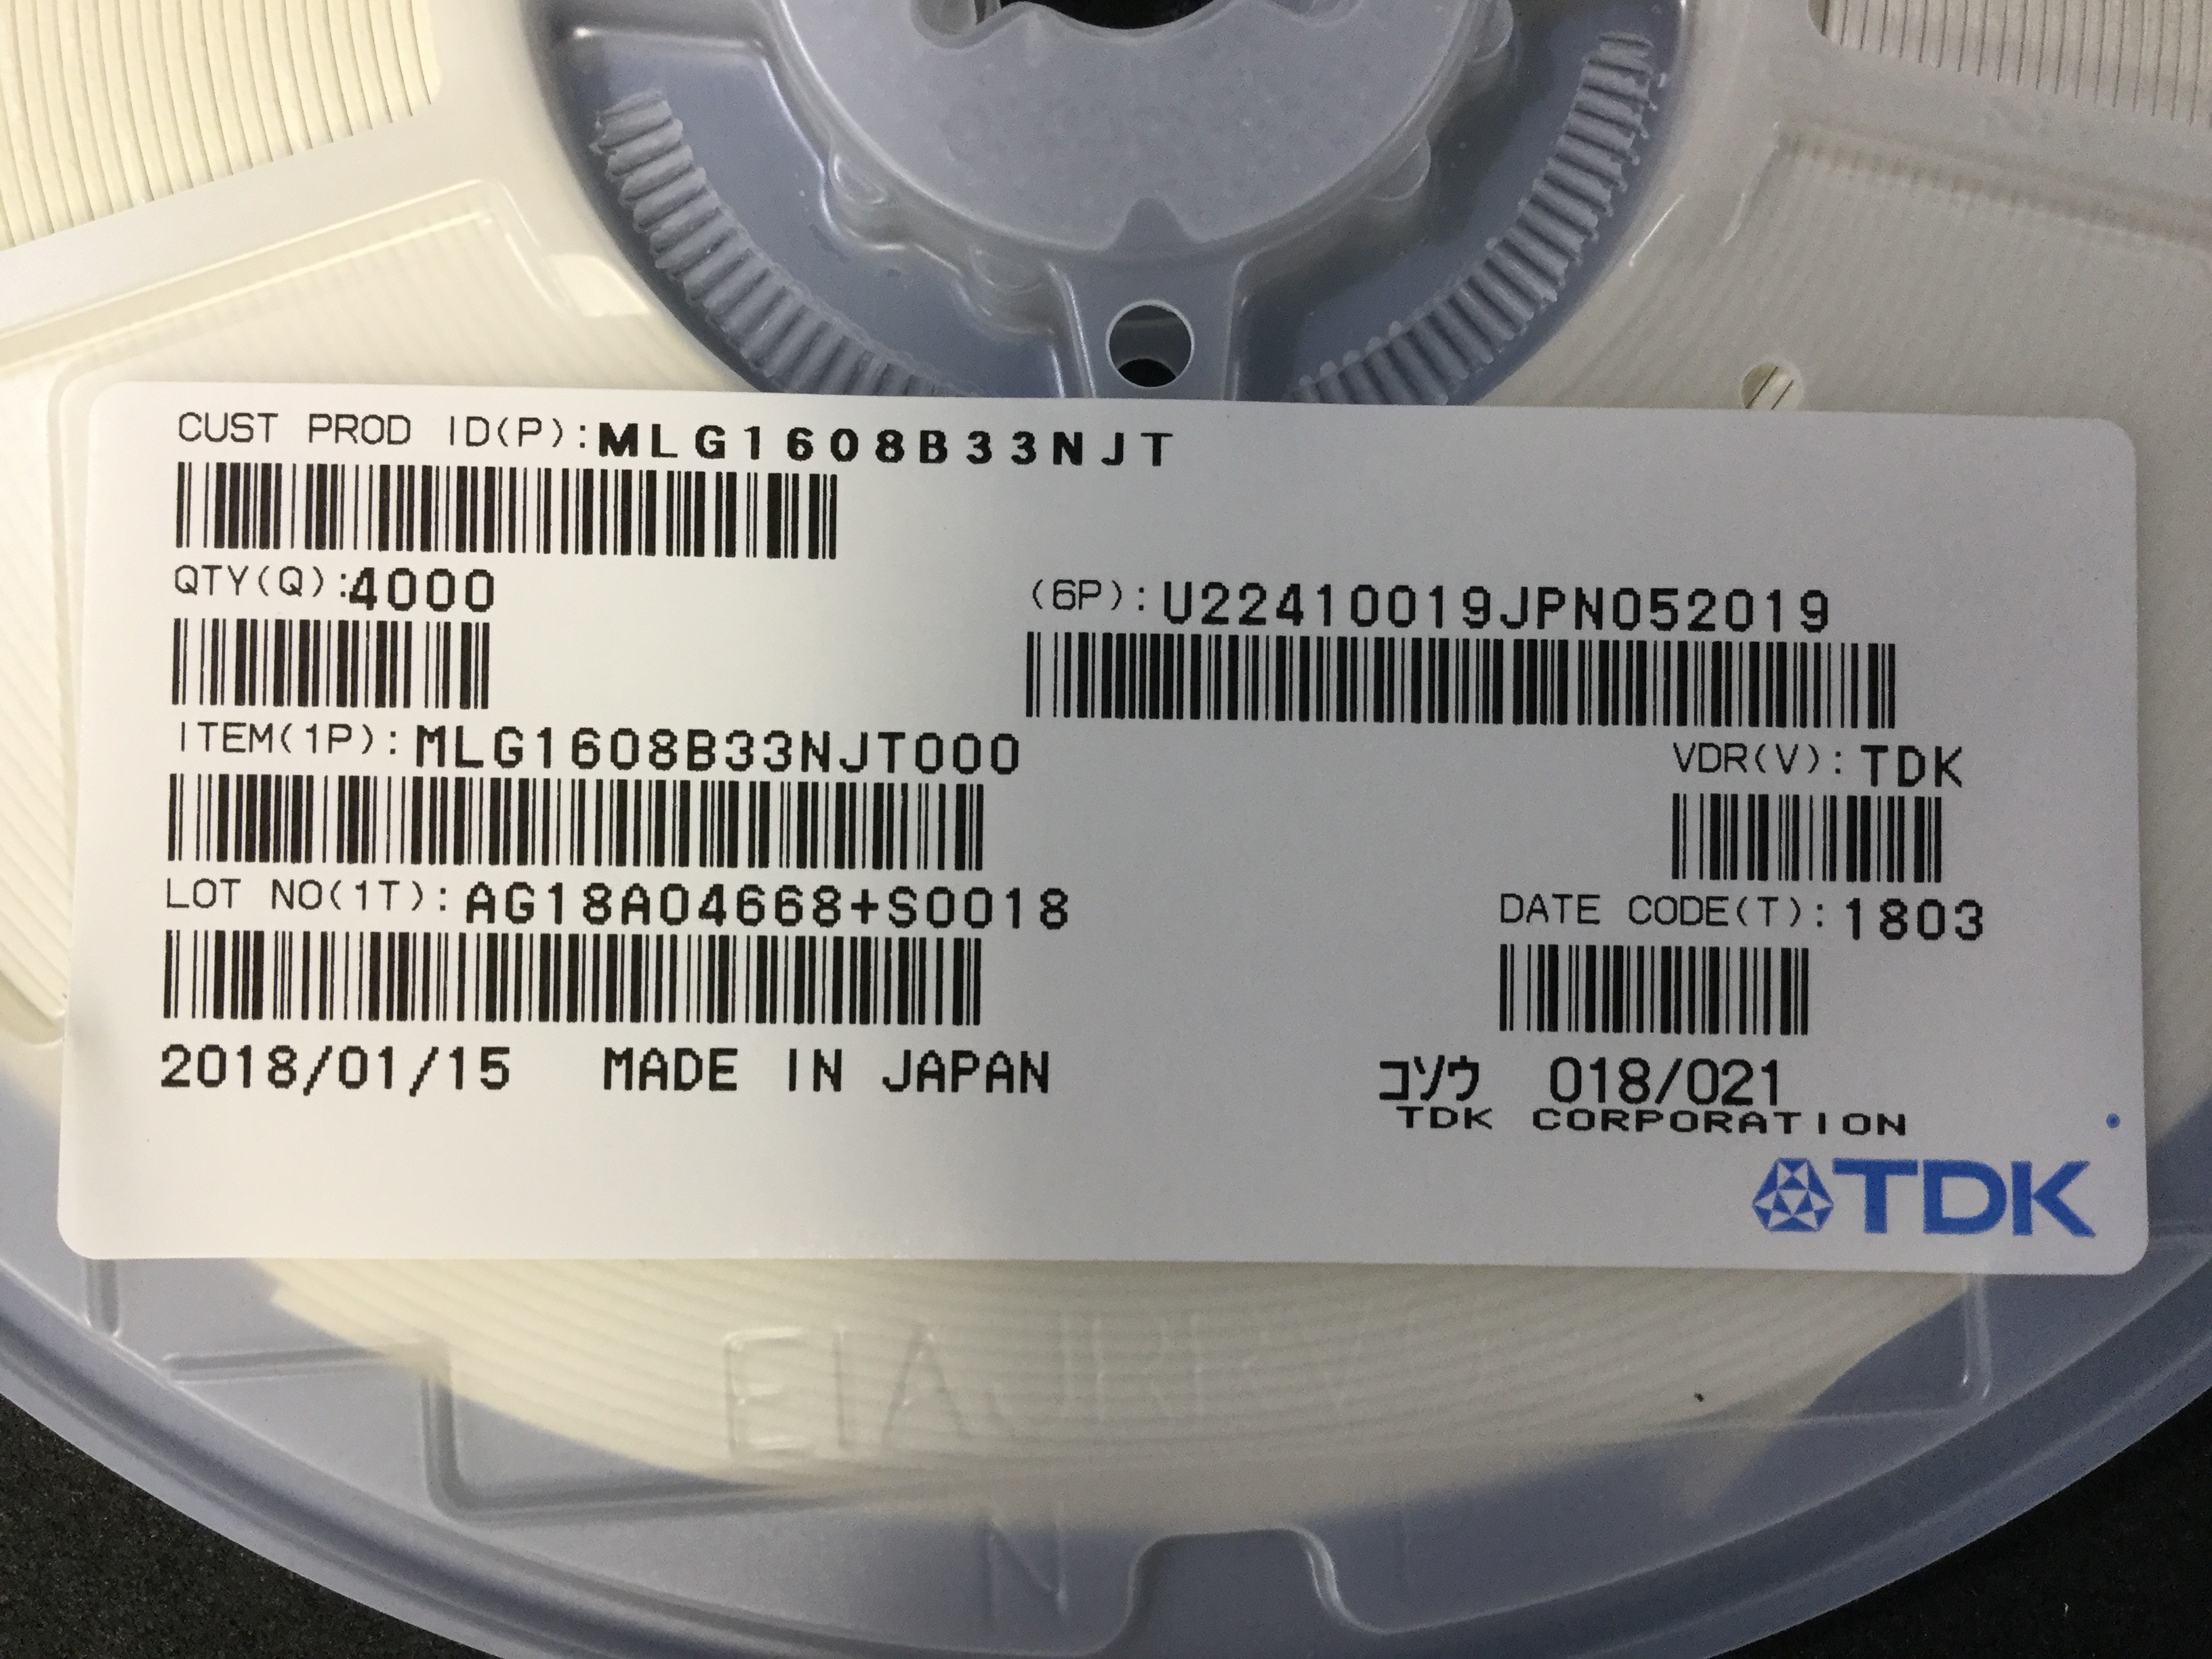 CUST PROD ID(P):MLG1608B33NJT
QTY(Q):4000
(6P):U22410019JPN052019
ITEM(1P):MLG1608B33NJT000
VDR(V):TDK
LOT NO(1T):AG18A04668+S0018
DATE CODE(T):1803
2018/01/15 MADE IN JAPAN
コソウ 018/021
TDK CORPORATION
TDK